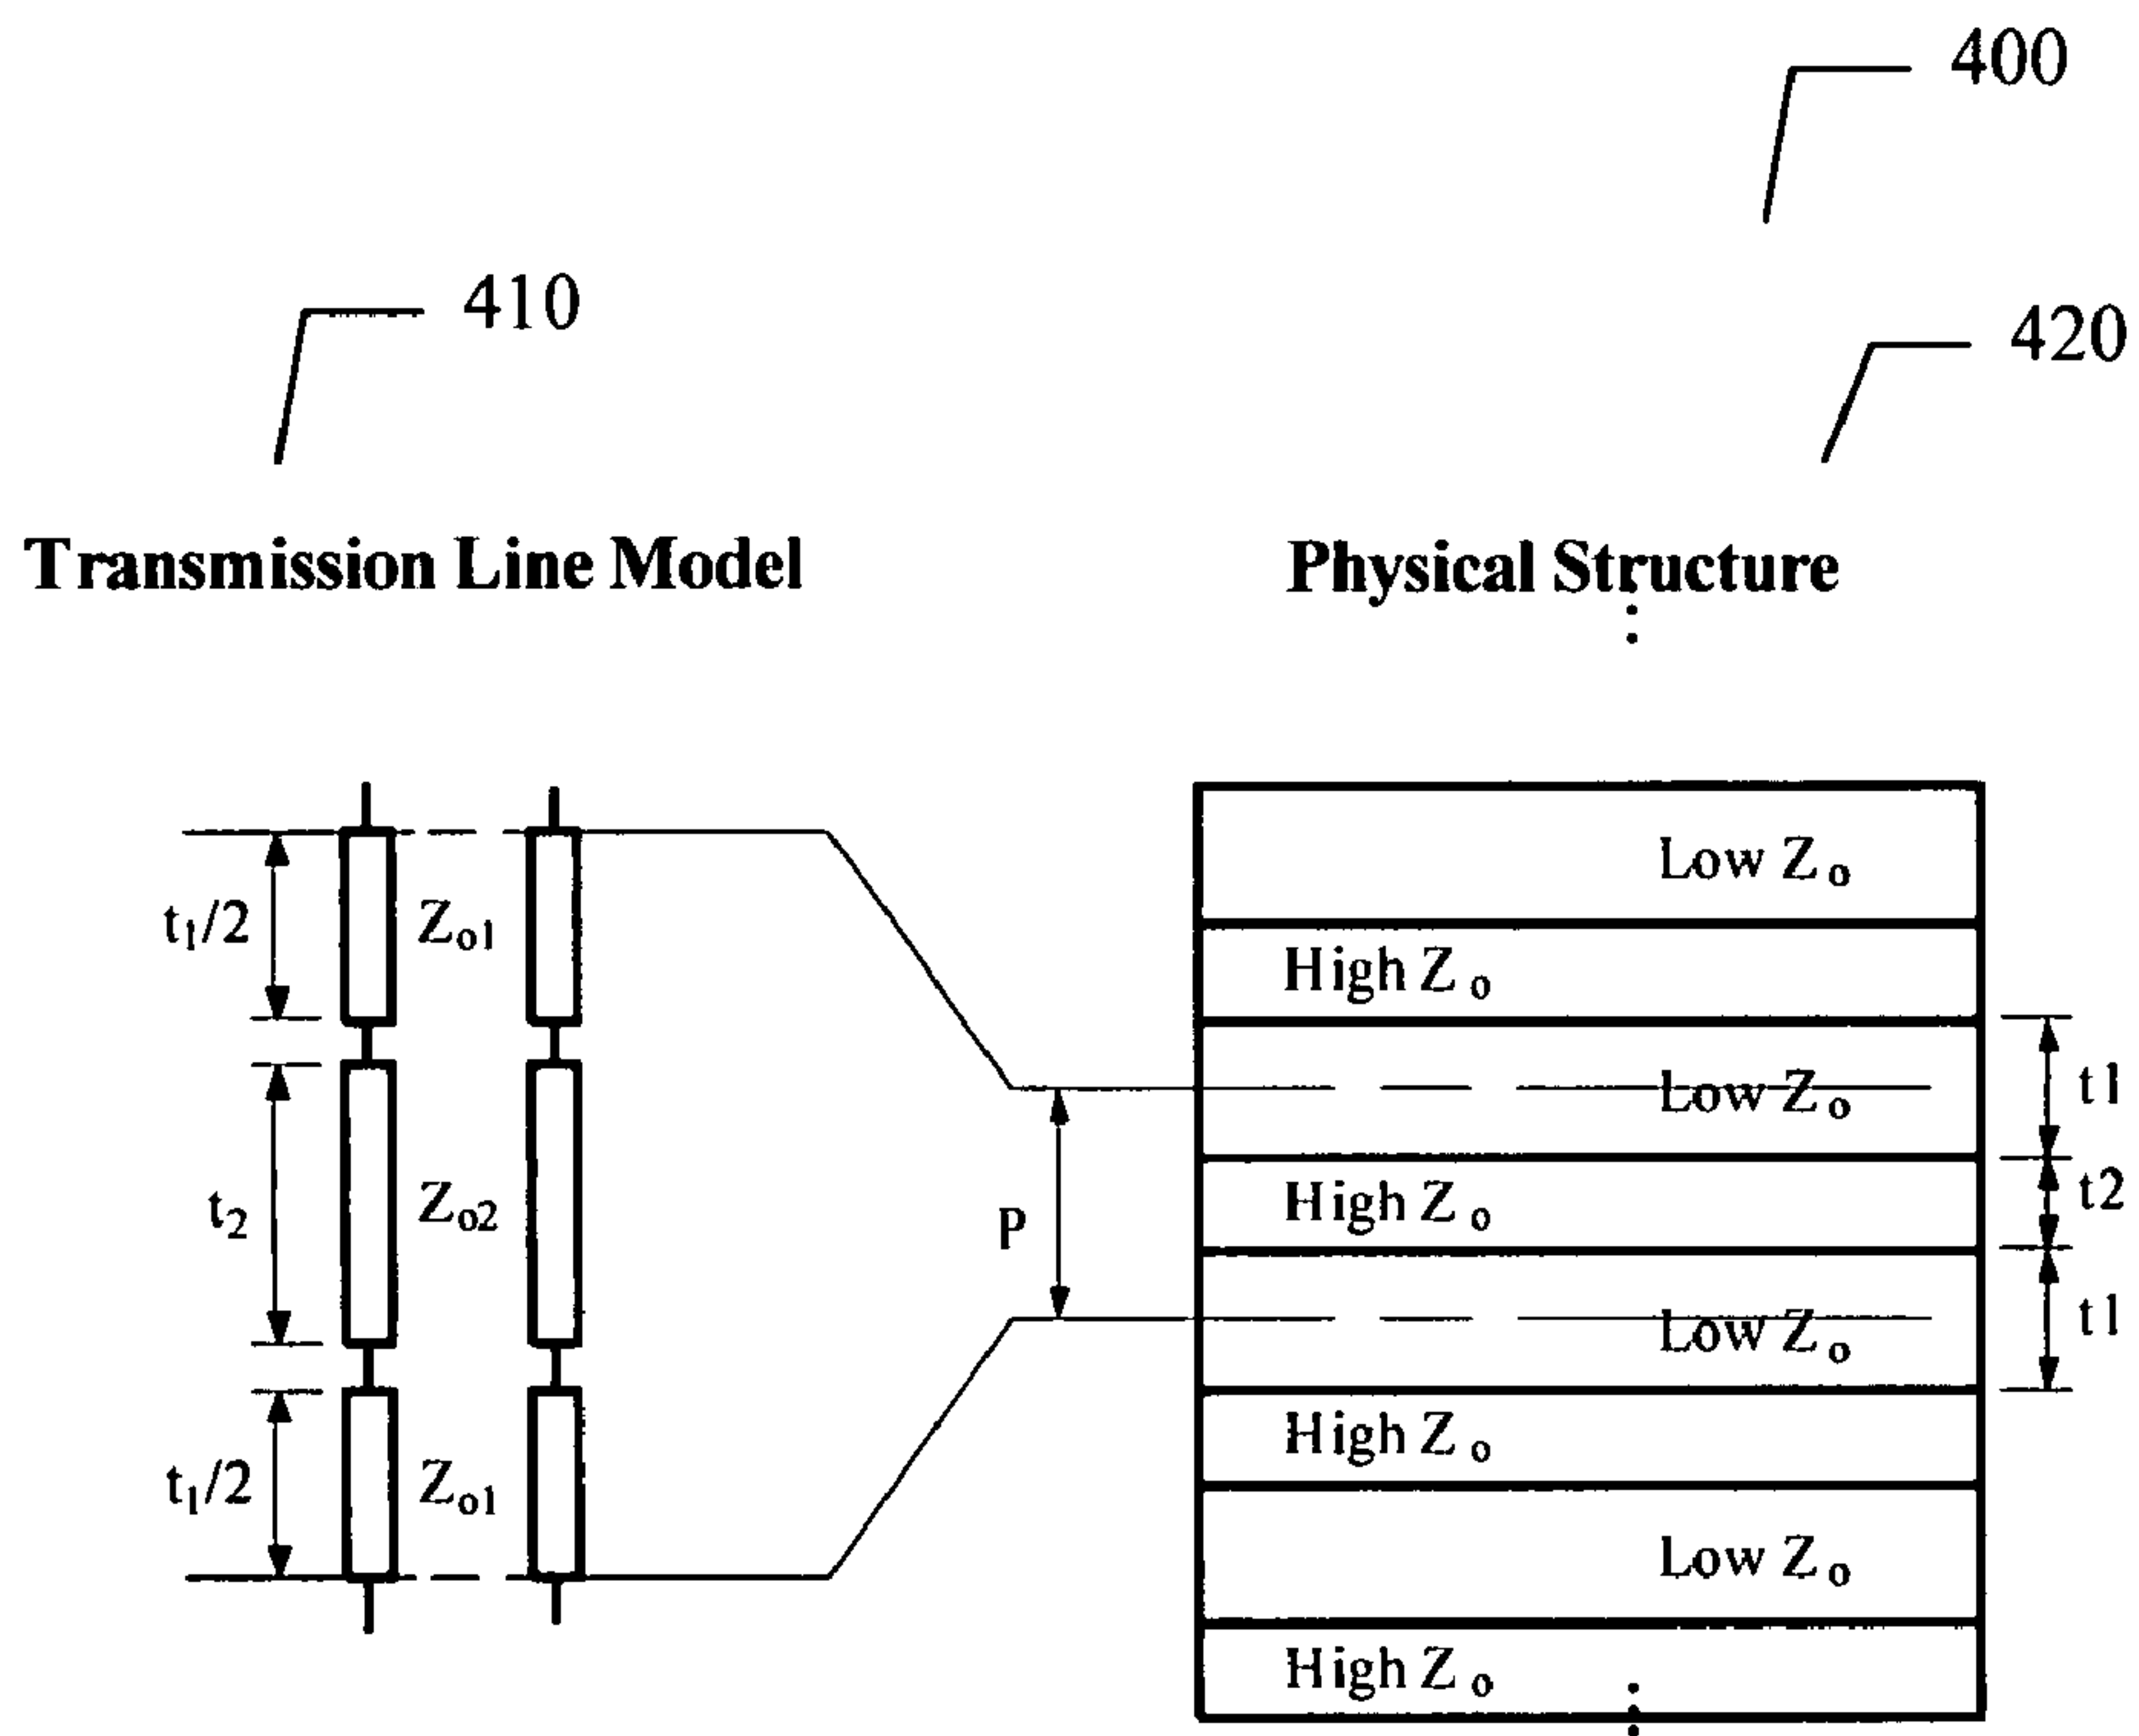 400
410
420
Transmission Line Model
Physical Structure
Low Zₒ
t₁/2
Zₒ₁
High Zₒ
Low Zₒ
t1
t₂
Zₒ₂
p
High Zₒ
t2
Low Zₒ
t1
High Zₒ
t₁/2
Zₒ₁
Low Zₒ
High Zₒ